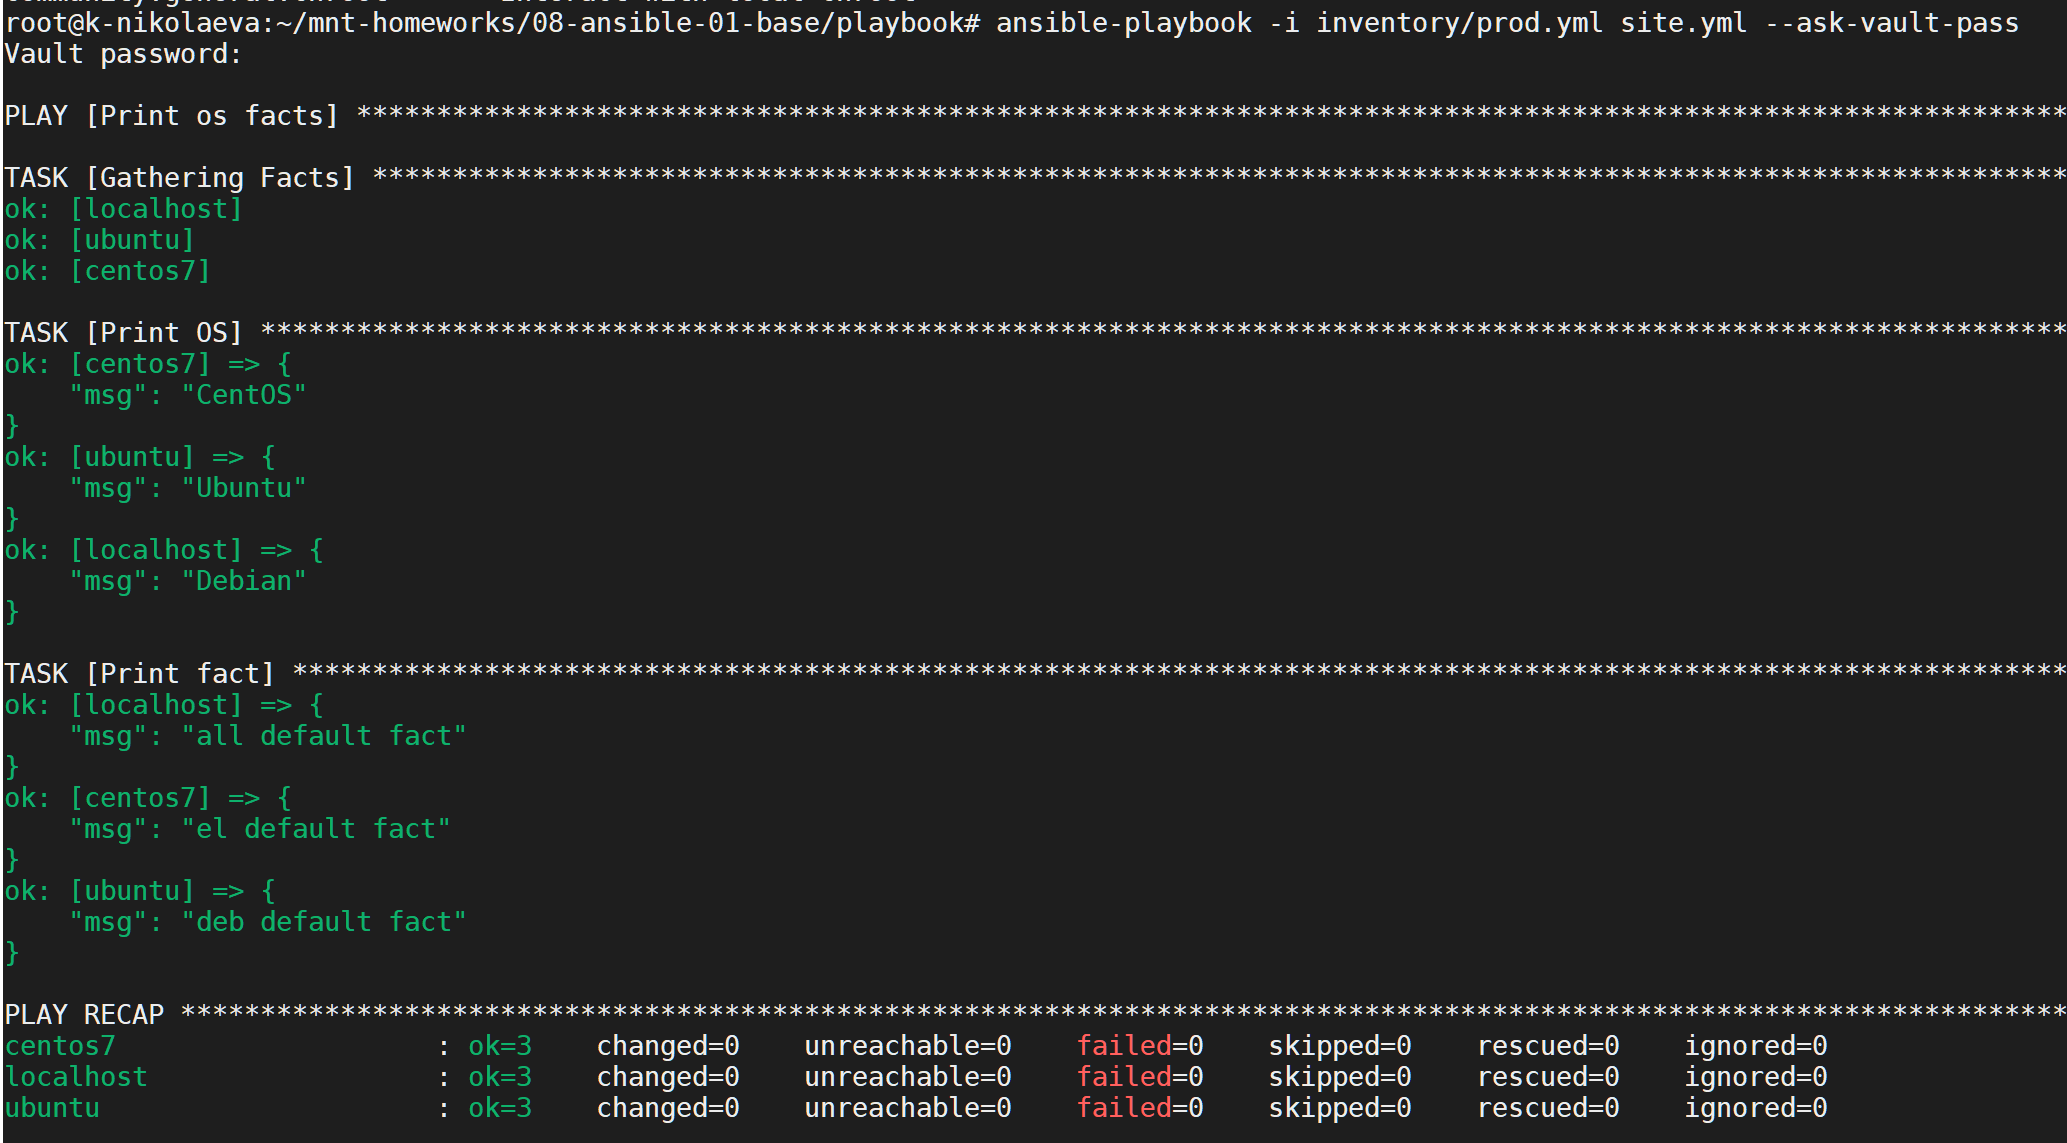 root@k-nikolaeva:~/mnt-homeworks/08-ansible-01-base/playbook# ansible-playbook -i inventory/prod.yml site.yml --ask-vault-pass
Vault password:
PLAY [Print os facts] ***********************************************************************************************************
TASK [Gathering Facts] **********************************************************************************************************
ok: [localhost]
ok: [ubuntu]
ok: [centos7]
TASK [Print OS] *****************************************************************************************************************
ok: [centos7] => {
    "msg": "CentOS"
}
ok: [ubuntu] => {
    "msg": "Ubuntu"
}
ok: [localhost] => {
    "msg": "Debian"
}
TASK [Print fact] ***************************************************************************************************************
ok: [localhost] => {
    "msg": "all default fact"
}
ok: [centos7] => {
    "msg": "el default fact"
}
ok: [ubuntu] => {
    "msg": "deb default fact"
}
PLAY RECAP **********************************************************************************************************************
centos7                    : ok=3    changed=0    unreachable=0    failed=0    skipped=0    rescued=0    ignored=0
localhost                  : ok=3    changed=0    unreachable=0    failed=0    skipped=0    rescued=0    ignored=0
ubuntu                     : ok=3    changed=0    unreachable=0    failed=0    skipped=0    rescued=0    ignored=0